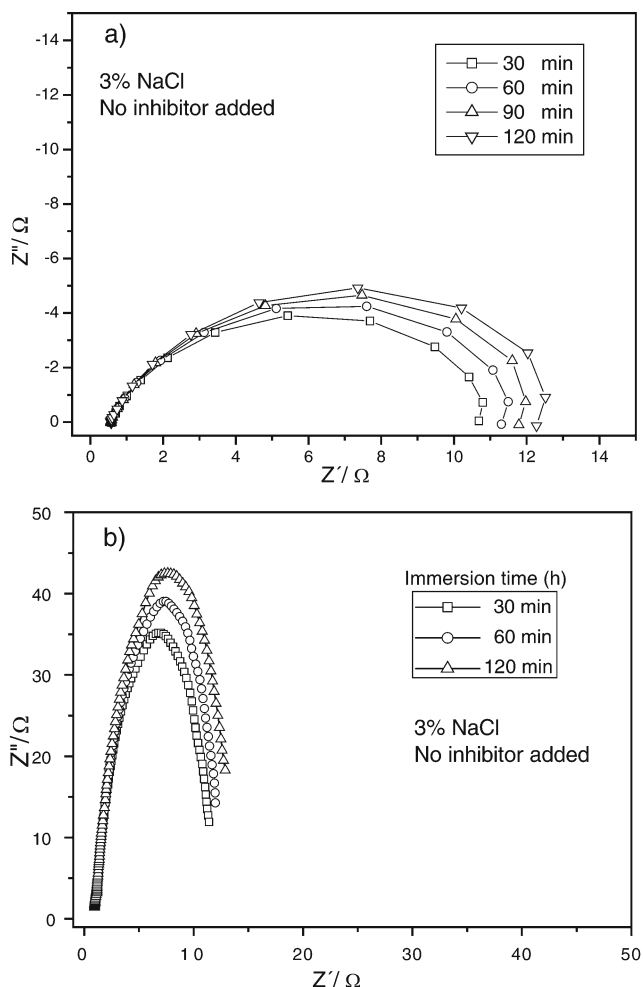 a)
3% NaCl
No inhibitor added
30 min
60 min
90 min
120 min
-14
-12
-10
-8
-6
-4
-2
0
Z"/ Ω
0 2 4 6 8 10 12 14
Z´/ Ω
b)
Immersion time (h)
30 min
60 min
120 min
3% NaCl
No inhibitor added
50
40
30
20
10
0
Z"/ Ω
0 10 20 30 40 50
Z´/ Ω